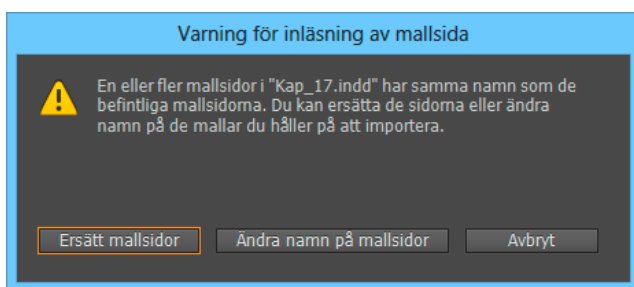 Varning för inläsning av mallsida
En eller fler mallsidor i "Kap_17.indd" har samma namn som de
befintliga mallsidorna. Du kan ersätta de sidorna eller ändra
namn på de mallar du håller på att importera.
Ersätt mallsidor Ändra namn på mallsidor Avbryt